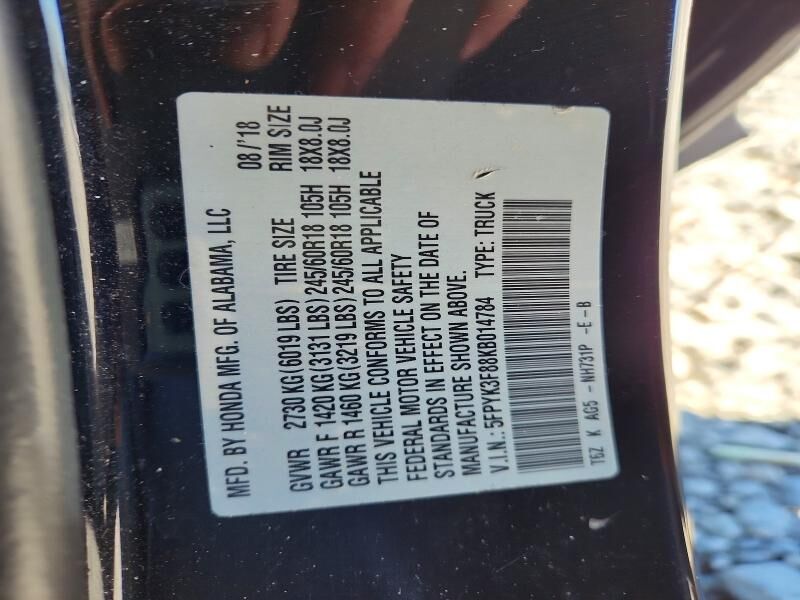 MFD. BY HONDA MFG. OF ALABAMA, LLC 08/'18
GVWR 2730 KG (6019 LBS) TIRE SIZE RIM SIZE
GAWR F 1420 KG (3131 LBS) 245/60R18 105H 18X8.0J
GAWR R 1460 KG (3219 LBS) 245/60R18 105H 18X8.0J
THIS VEHICLE CONFORMS TO ALL APPLICABLE
FEDERAL MOTOR VEHICLE SAFETY
STANDARDS IN EFFECT ON THE DATE OF
MANUFACTURE SHOWN ABOVE.
V.I.N.: 5FPYK3F88KB014784 TYPE: TRUCK
T6Z K AG5 - NH731P -E-B